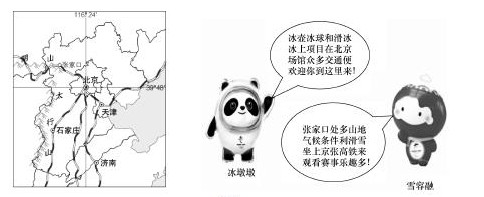 116°24′
山
张家口
北京
39°48′
天津
太
行
山
石家庄
济南
冰壶冰球和滑冰
冰上项目在北京
场馆众多交通便
欢迎你到这里来!
张家口处多山地
气候条件利滑雪
坐上京张高铁来
观看赛事乐趣多!
冰墩墩
雪容融